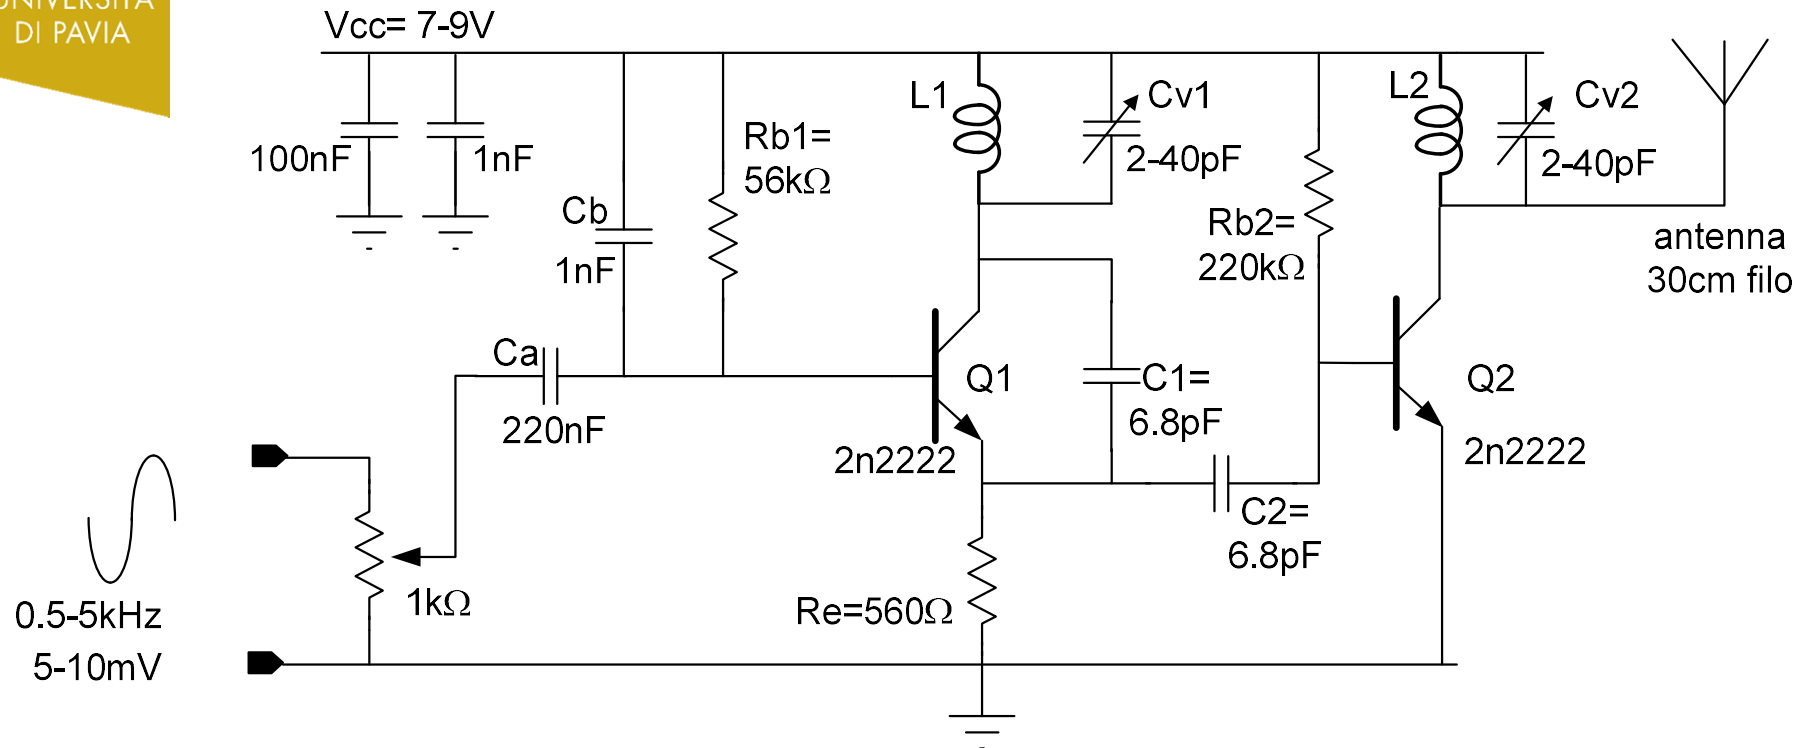 UNIVERSITÀ
DI PAVIA
Vcc= 7-9V
100nF
1nF
Cb
1nF
Rb1=
56kΩ
L1
Cv1
2-40pF
Rb2=
220kΩ
L2
Cv2
2-40pF
antenna
30cm filo
Ca
220nF
Q1
2n2222
C1=
6.8pF
C2=
6.8pF
Q2
2n2222
0.5-5kHz
5-10mV
1kΩ
Re=560Ω